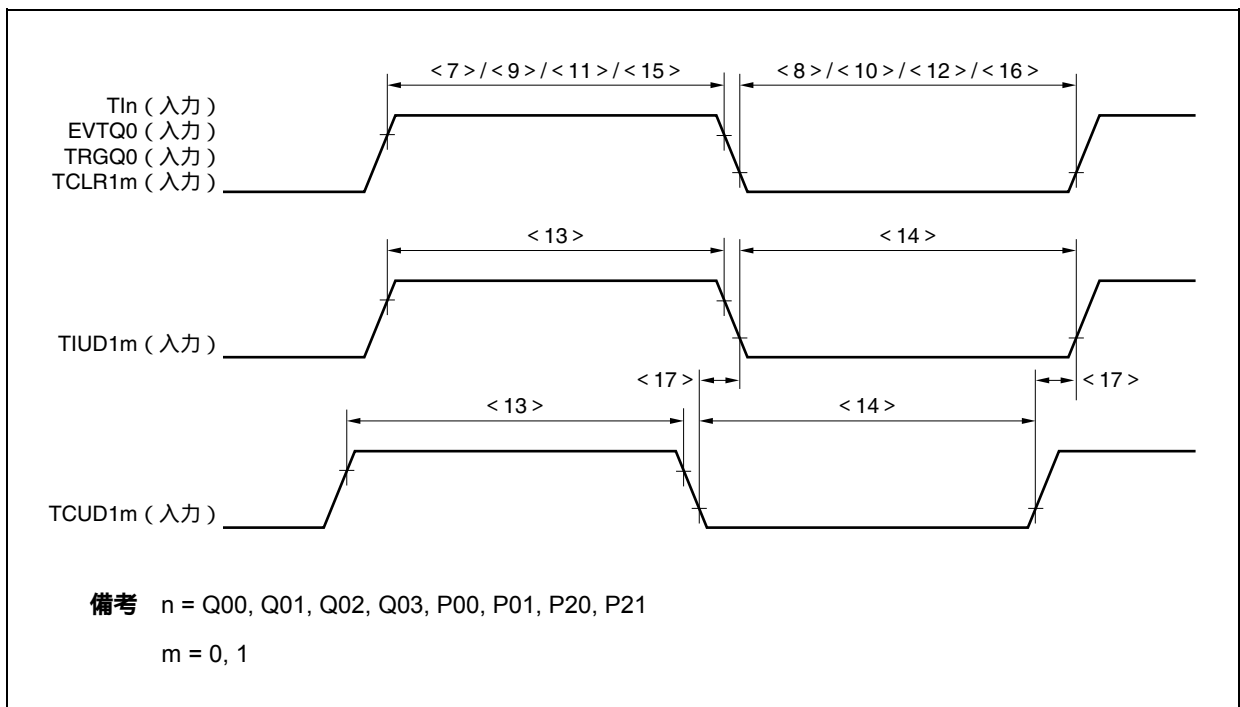 < 7 > / < 9 > / < 11 > / < 15 >
< 8 > / < 10 > / < 12 > / < 16 >
TIn（入力）
EVTQ0（入力）
TRGQ0（入力）
TCLR1m（入力）
< 13 >
< 14 >
TIUD1m（入力）
< 17 >
< 17 >
< 13 >
< 14 >
TCUD1m（入力）
備考 n = Q00, Q01, Q02, Q03, P00, P01, P20, P21
m = 0, 1